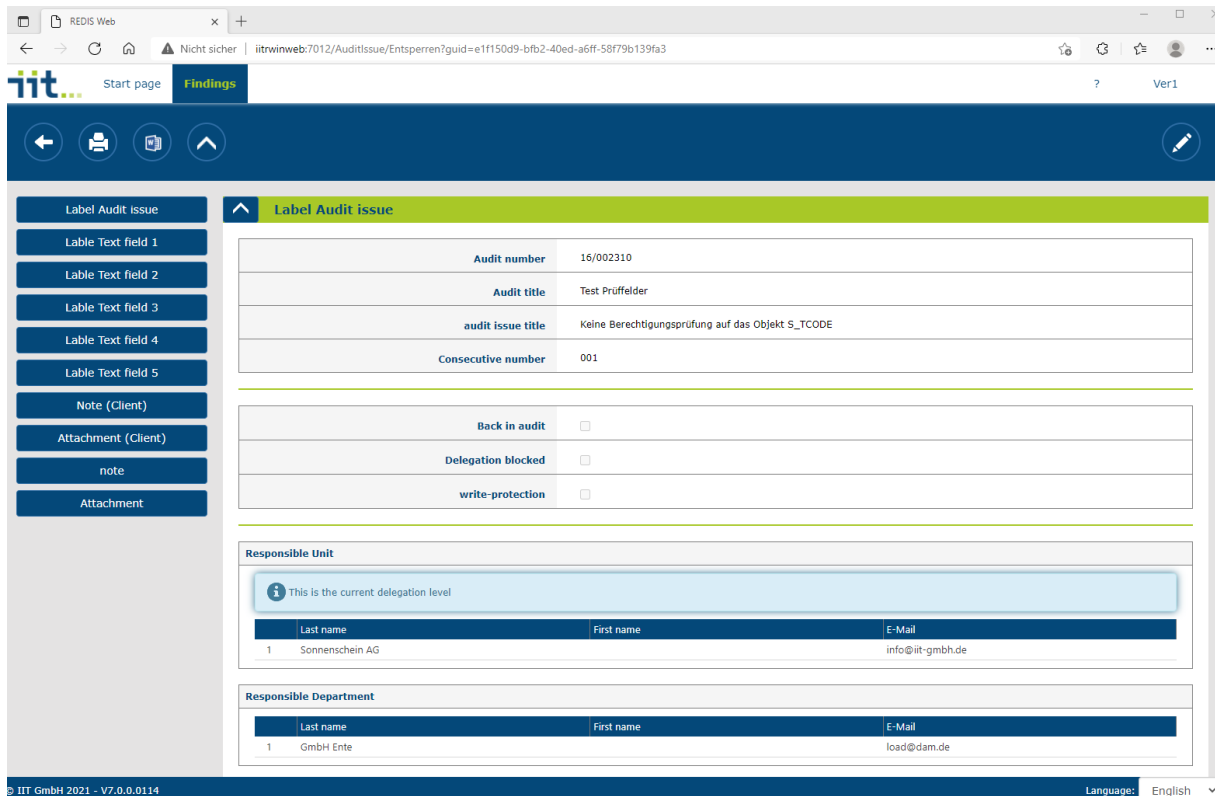 REDIS Web
Nicht sicher iitrwinweb:7012/AuditIssue/Entsperren?guid=e1f150d9-bfb2-40ed-a6ff-58f79b139fa3
iit... Start page Findings ? Ver1
Label Audit issue
Lable Text field 1
Lable Text field 2
Lable Text field 3
Lable Text field 4
Lable Text field 5
Note (Client)
Attachment (Client)
note
Attachment
Label Audit issue
Audit number 16/002310
Audit title Test Prüffelder
audit issue title Keine Berechtigungsprüfung auf das Objekt S_TCODE
Consecutive number 001
Back in audit
Delegation blocked
write-protection
Responsible Unit
This is the current delegation level
Last name First name E-Mail
1 Sonnenschein AG info@iit-gmbh.de
Responsible Department
Last name First name E-Mail
1 GmbH Ente load@dam.de
© IIT GmbH 2021 - V7.0.0.0114 Language: English